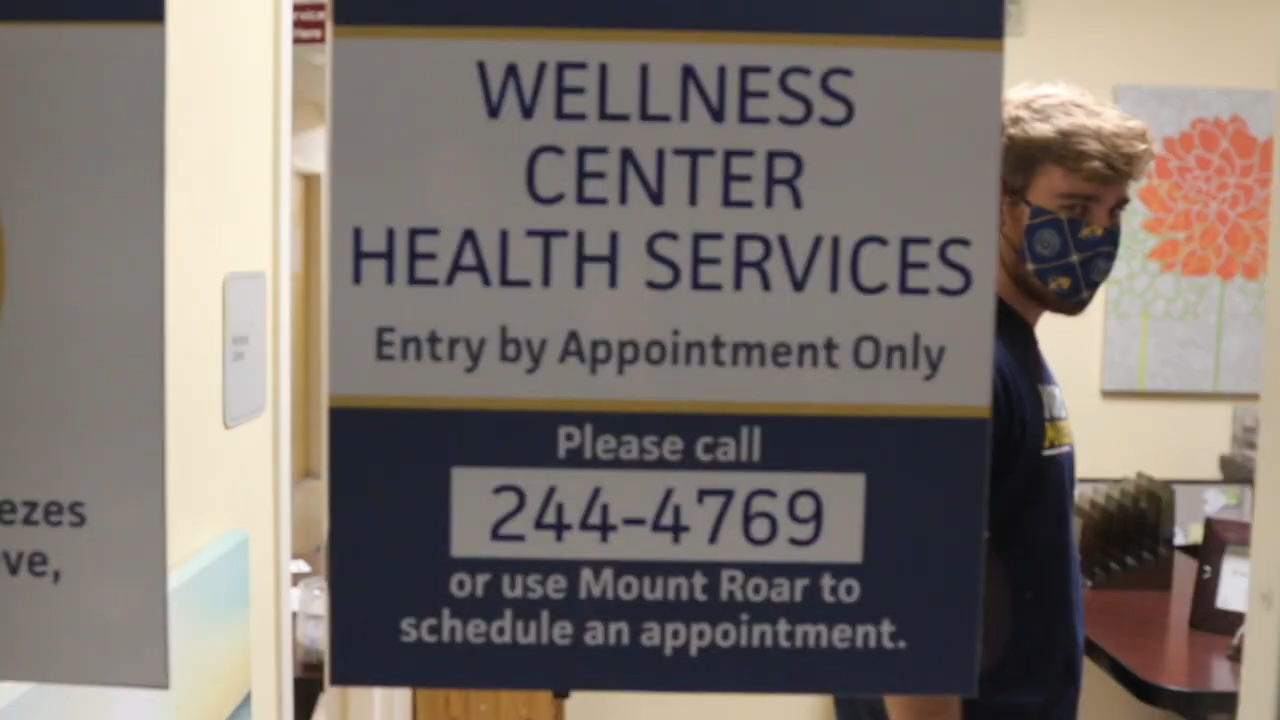 WELLNESS
CENTER
HEALTH SERVICES
Entry by Appointment Only
Please call
244-4769
or use Mount Roar to
schedule an appointment.
ezes
ve,